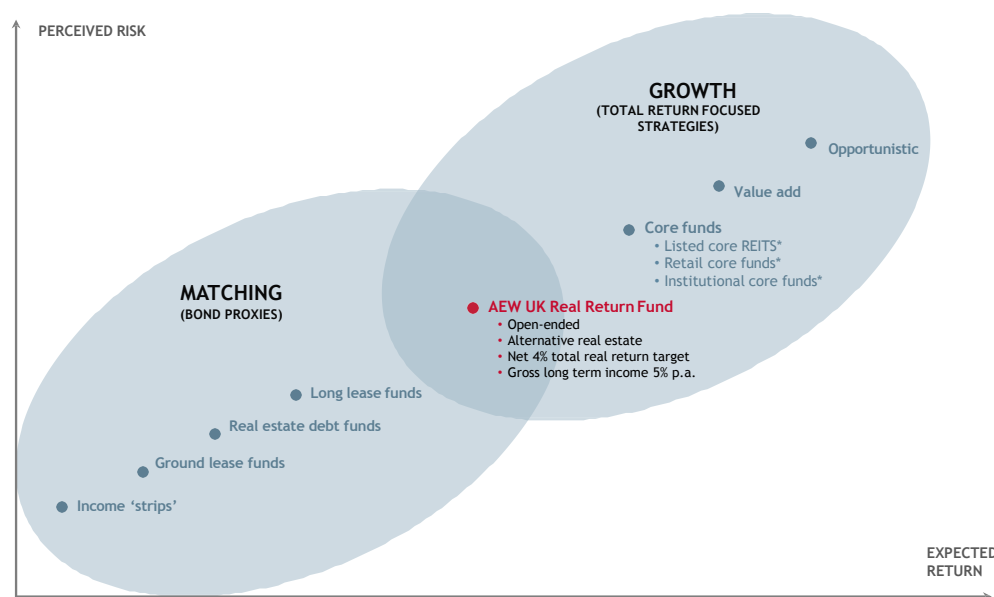 PERCEIVED RISK
GROWTH
(TOTAL RETURN FOCUSED
STRATEGIES)
Opportunistic
Value add
Core funds
• Listed core REITS*
• Retail core funds*
• Institutional core funds*
MATCHING
(BOND PROXIES)
AEW UK Real Return Fund
• Open-ended
• Alternative real estate
• Net 4% total real return target
• Gross long term income 5% p.a.
Long lease funds
Real estate debt funds
Ground lease funds
Income ‘strips’
EXPECTED
RETURN